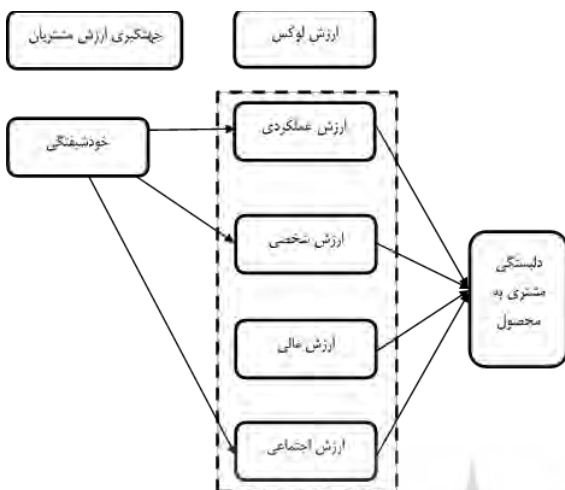 جهتگیری ارزش مشتریان
ارزش لوکس
خودشیفتگی
ارزش عملکردی
ارزش شخصی
ارزش مالی
ارزش اجتماعی
دلبستگی
مشتری به
محصول